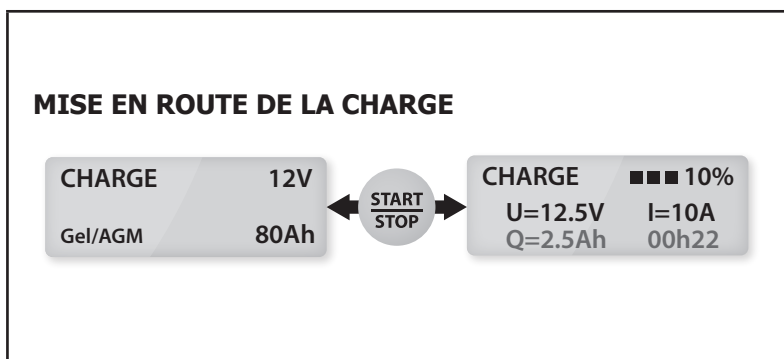 MISE EN ROUTE DE LA CHARGE
CHARGE 12V
Gel/AGM 80Ah
START
STOP
CHARGE 10%
U=12.5V I=10A
Q=2.5Ah 00h22